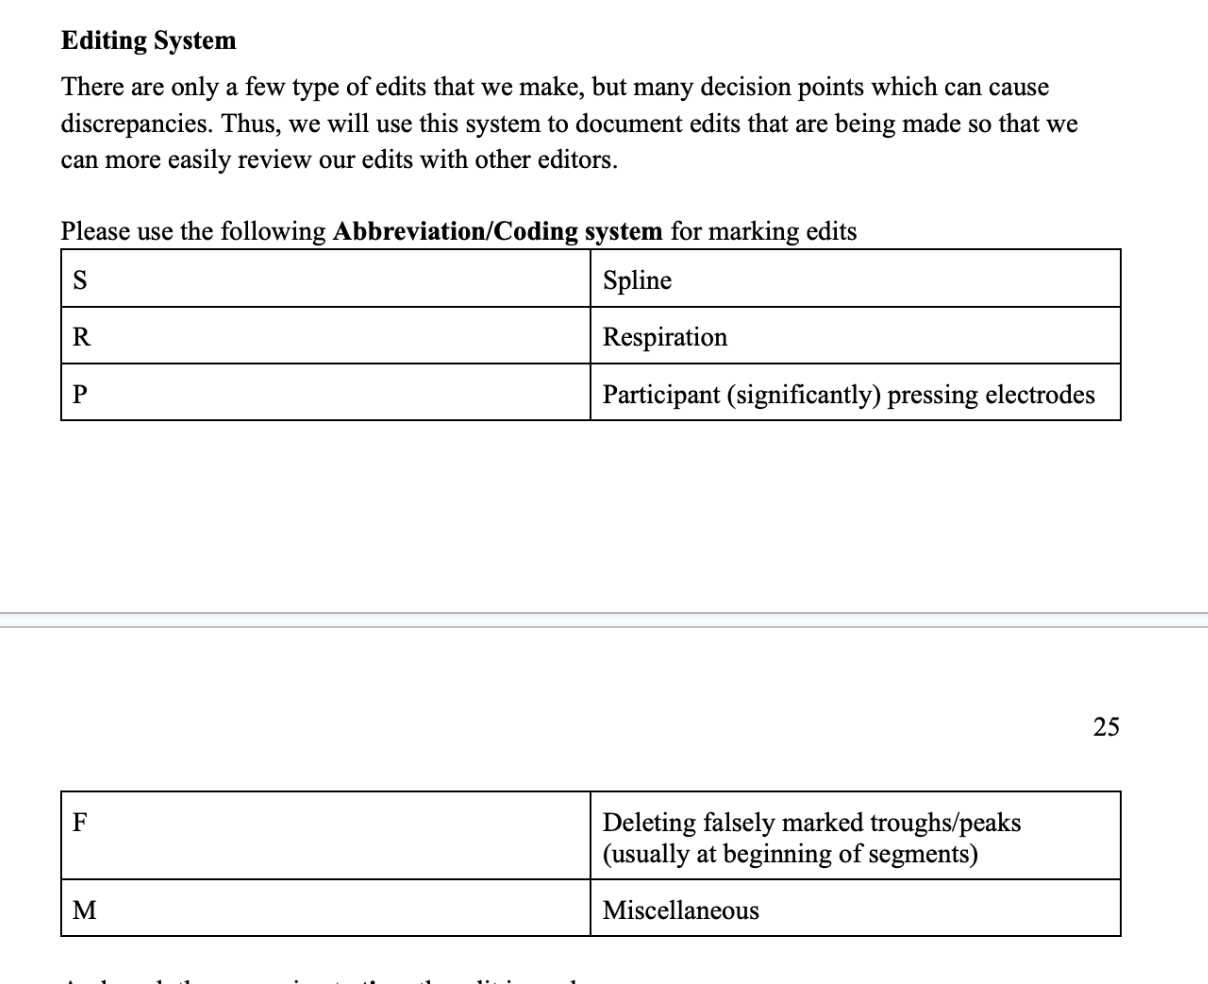 Editing System
There are only a few type of edits that we make, but many decision points which can cause
discrepancies. Thus, we will use this system to document edits that are being made so that we
can more easily review our edits with other editors.
Please use the following Abbreviation/Coding system for marking edits
S Spline
R Respiration
P Participant (significantly) pressing electrodes
25
F Deleting falsely marked troughs/peaks
(usually at beginning of segments)
M Miscellaneous